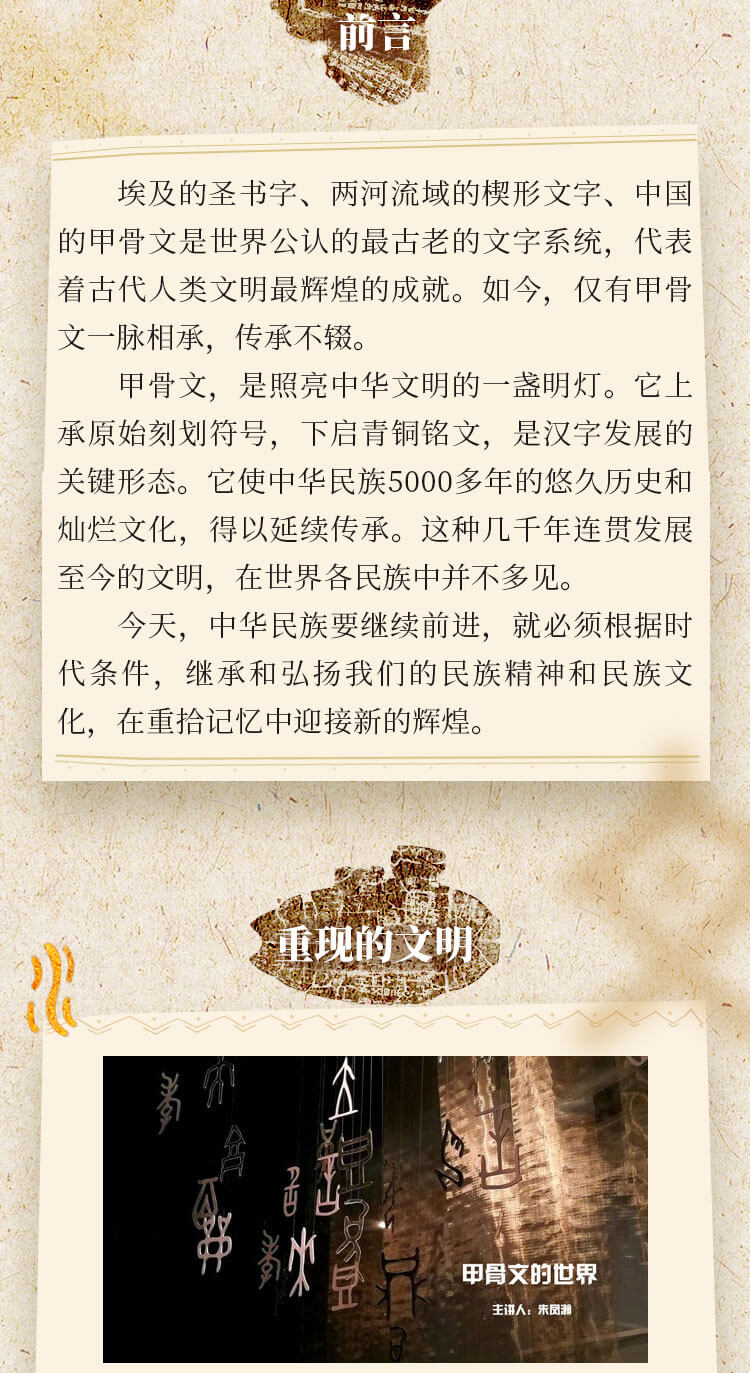 前言
埃及的圣书字、两河流域的楔形文字、中国
的甲骨文是世界公认的最古老的文字系统，代表
着古代人类文明最辉煌的成就。如今，仅有甲骨
文一脉相承，传承不辍。
甲骨文，是照亮中华文明的一盏明灯。它上
承原始刻划符号，下启青铜铭文，是汉字发展的
关键形态。它使中华民族5000多年的悠久历史和
灿烂文化，得以延续传承。这种几千年连贯发展
至今的文明，在世界各民族中并不多见。
今天，中华民族要继续前进，就必须根据时
代条件，继承和弘扬我们的民族精神和民族文
化，在重拾记忆中迎接新的辉煌。
重现的文明
甲骨文的世界
主讲人：朱凤瀚